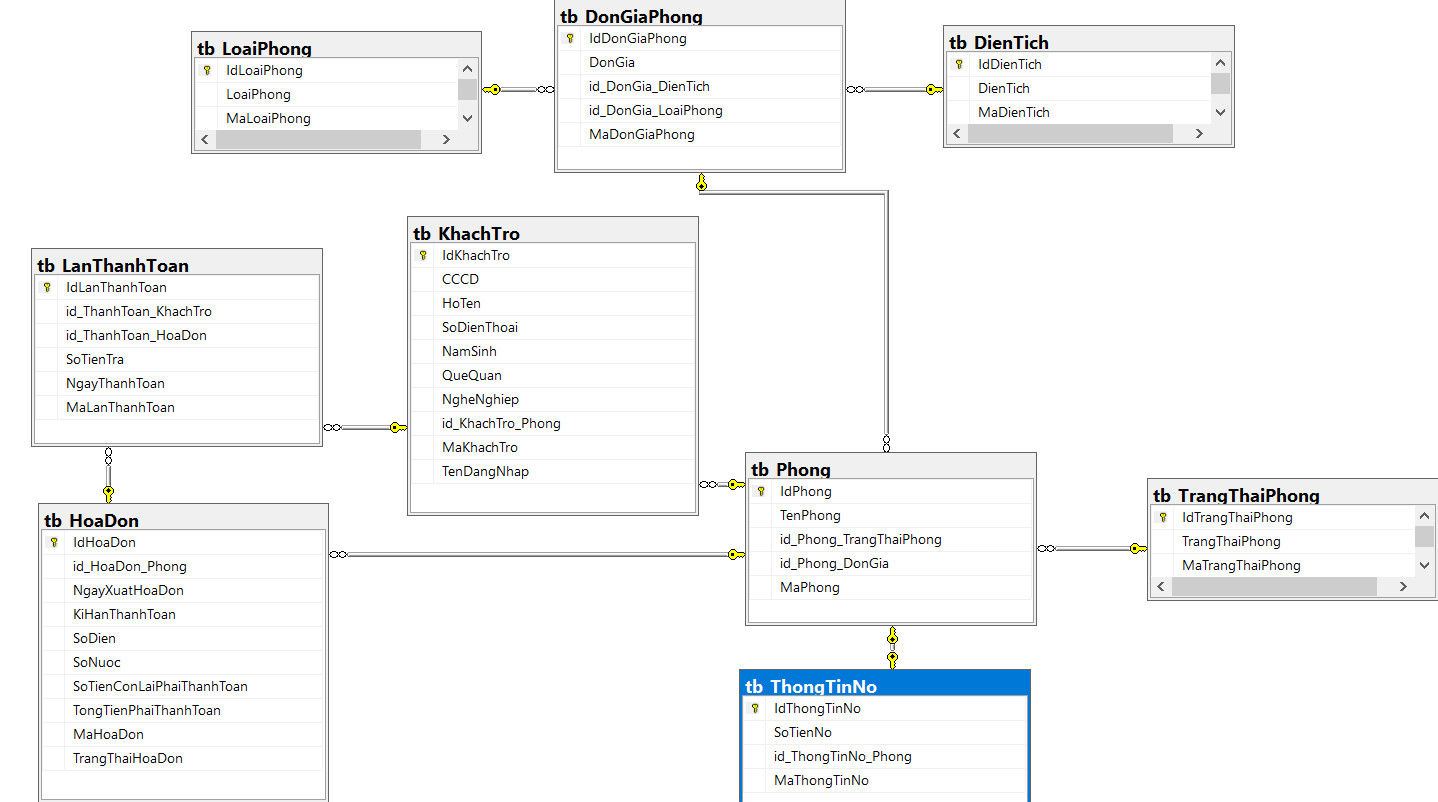 tb_LoaiPhong
IdLoaiPhong
LoaiPhong
MaLoaiPhong
tb_DonGiaPhong
IdDonGiaPhong
DonGia
id_DonGia_DienTich
id_DonGia_LoaiPhong
MaDonGiaPhong
tb_DienTich
IdDienTich
DienTich
MaDienTich
tb_LanThanhToan
IdLanThanhToan
id_ThanhToan_KhachTro
id_ThanhToan_HoaDon
SoTienTra
NgayThanhToan
MaLanThanhToan
tb_KhachTro
IdKhachTro
CCCD
HoTen
SoDienThoai
NamSinh
QueQuan
NgheNghiep
id_KhachTro_Phong
MaKhachTro
TenDangNhap
tb_HoaDon
IdHoaDon
id_HoaDon_Phong
NgayXuatHoaDon
KiHanThanhToan
SoDien
SoNuoc
SoTienConLaiPhaiThanhToan
TongTienPhaiThanhToan
MaHoaDon
TrangThaiHoaDon
tb_Phong
IdPhong
TenPhong
id_Phong_TrangThaiPhong
id_Phong_DonGia
MaPhong
tb_TrangThaiPhong
IdTrangThaiPhong
TrangThaiPhong
MaTrangThaiPhong
tb_ThongTinNo
IdThongTinNo
SoTienNo
id_ThongTinNo_Phong
MaThongTinNo